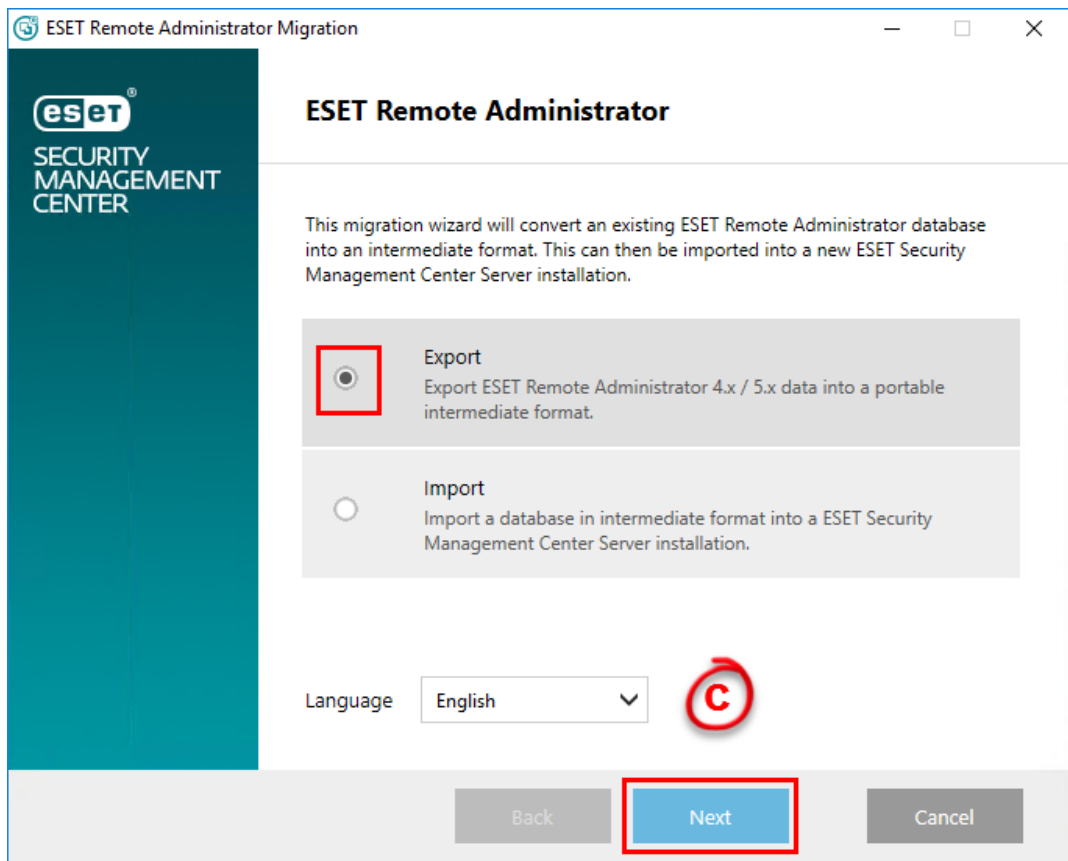 ESET Remote Administrator Migration
eset®
SECURITY
MANAGEMENT
CENTER
ESET Remote Administrator
This migration wizard will convert an existing ESET Remote Administrator database
into an intermediate format. This can then be imported into a new ESET Security
Management Center Server installation.
Export
Export ESET Remote Administrator 4.x / 5.x data into a portable
intermediate format.
Import
Import a database in intermediate format into a ESET Security
Management Center Server installation.
Language English
C
Back Next Cancel